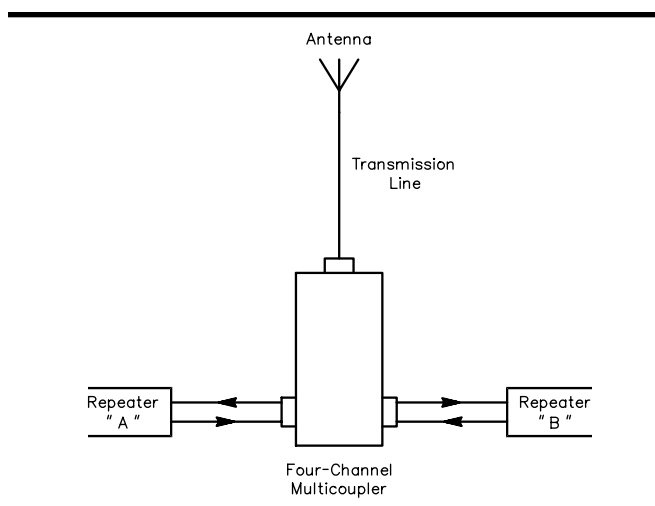 Antenna
Transmission
Line
Repeater
"A"
Repeater
"B"
Four-Channel
Multicoupler